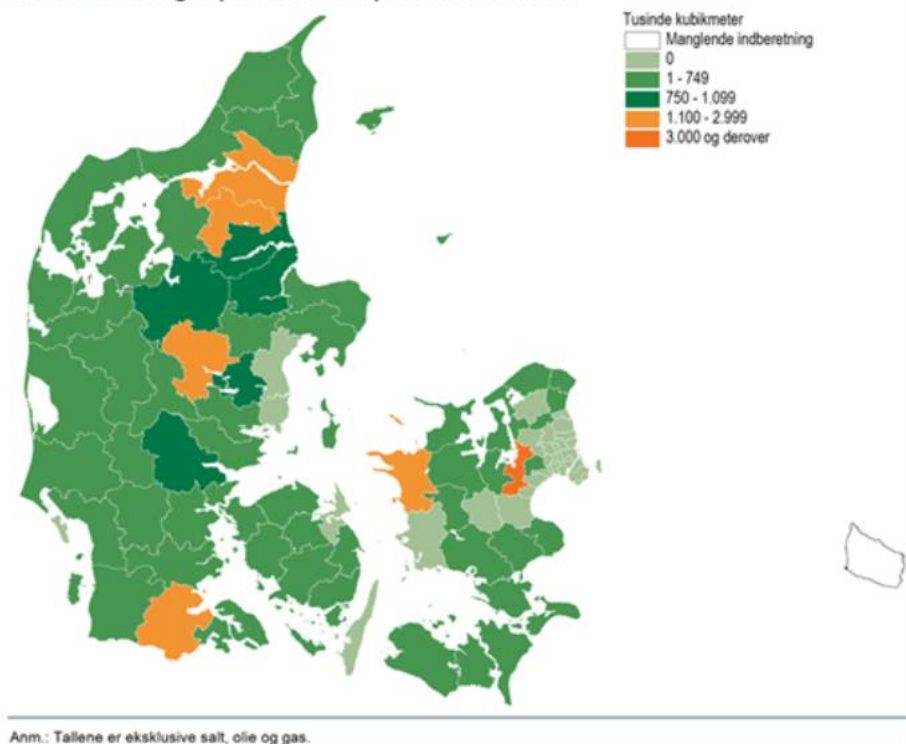 Tusinde kubikmeter
Manglende indberetning
0
1 - 749
750 - 1.099
1.100 - 2.999
3.000 og derover
Anm.: Tallene er eksklusive salt, olie og gas.